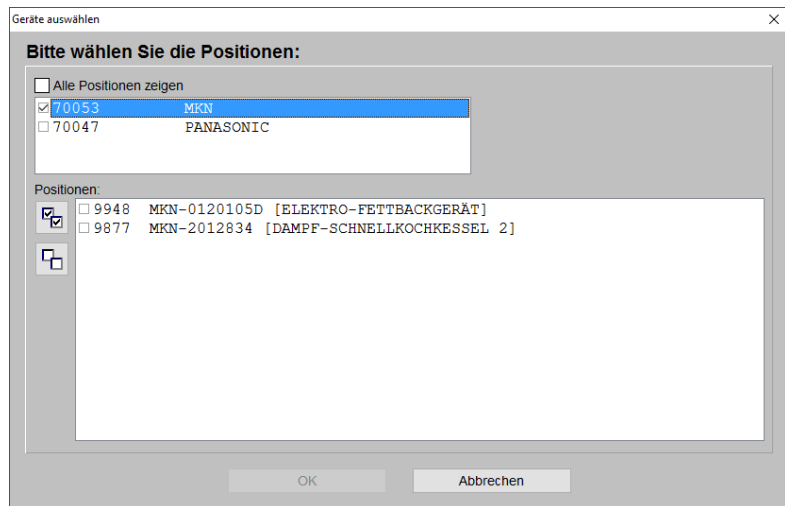 Geräte auswählen
Bitte wählen Sie die Positionen:
Alle Positionen zeigen
70053 MKN
70047 PANASONIC
Positionen:
9948 MKN-0120105D [ELEKTRO-FETTBACKGERÄT]
9877 MKN-2012834 [DAMPF-SCHNELLKOCHKESSEL 2]
OK Abbrechen